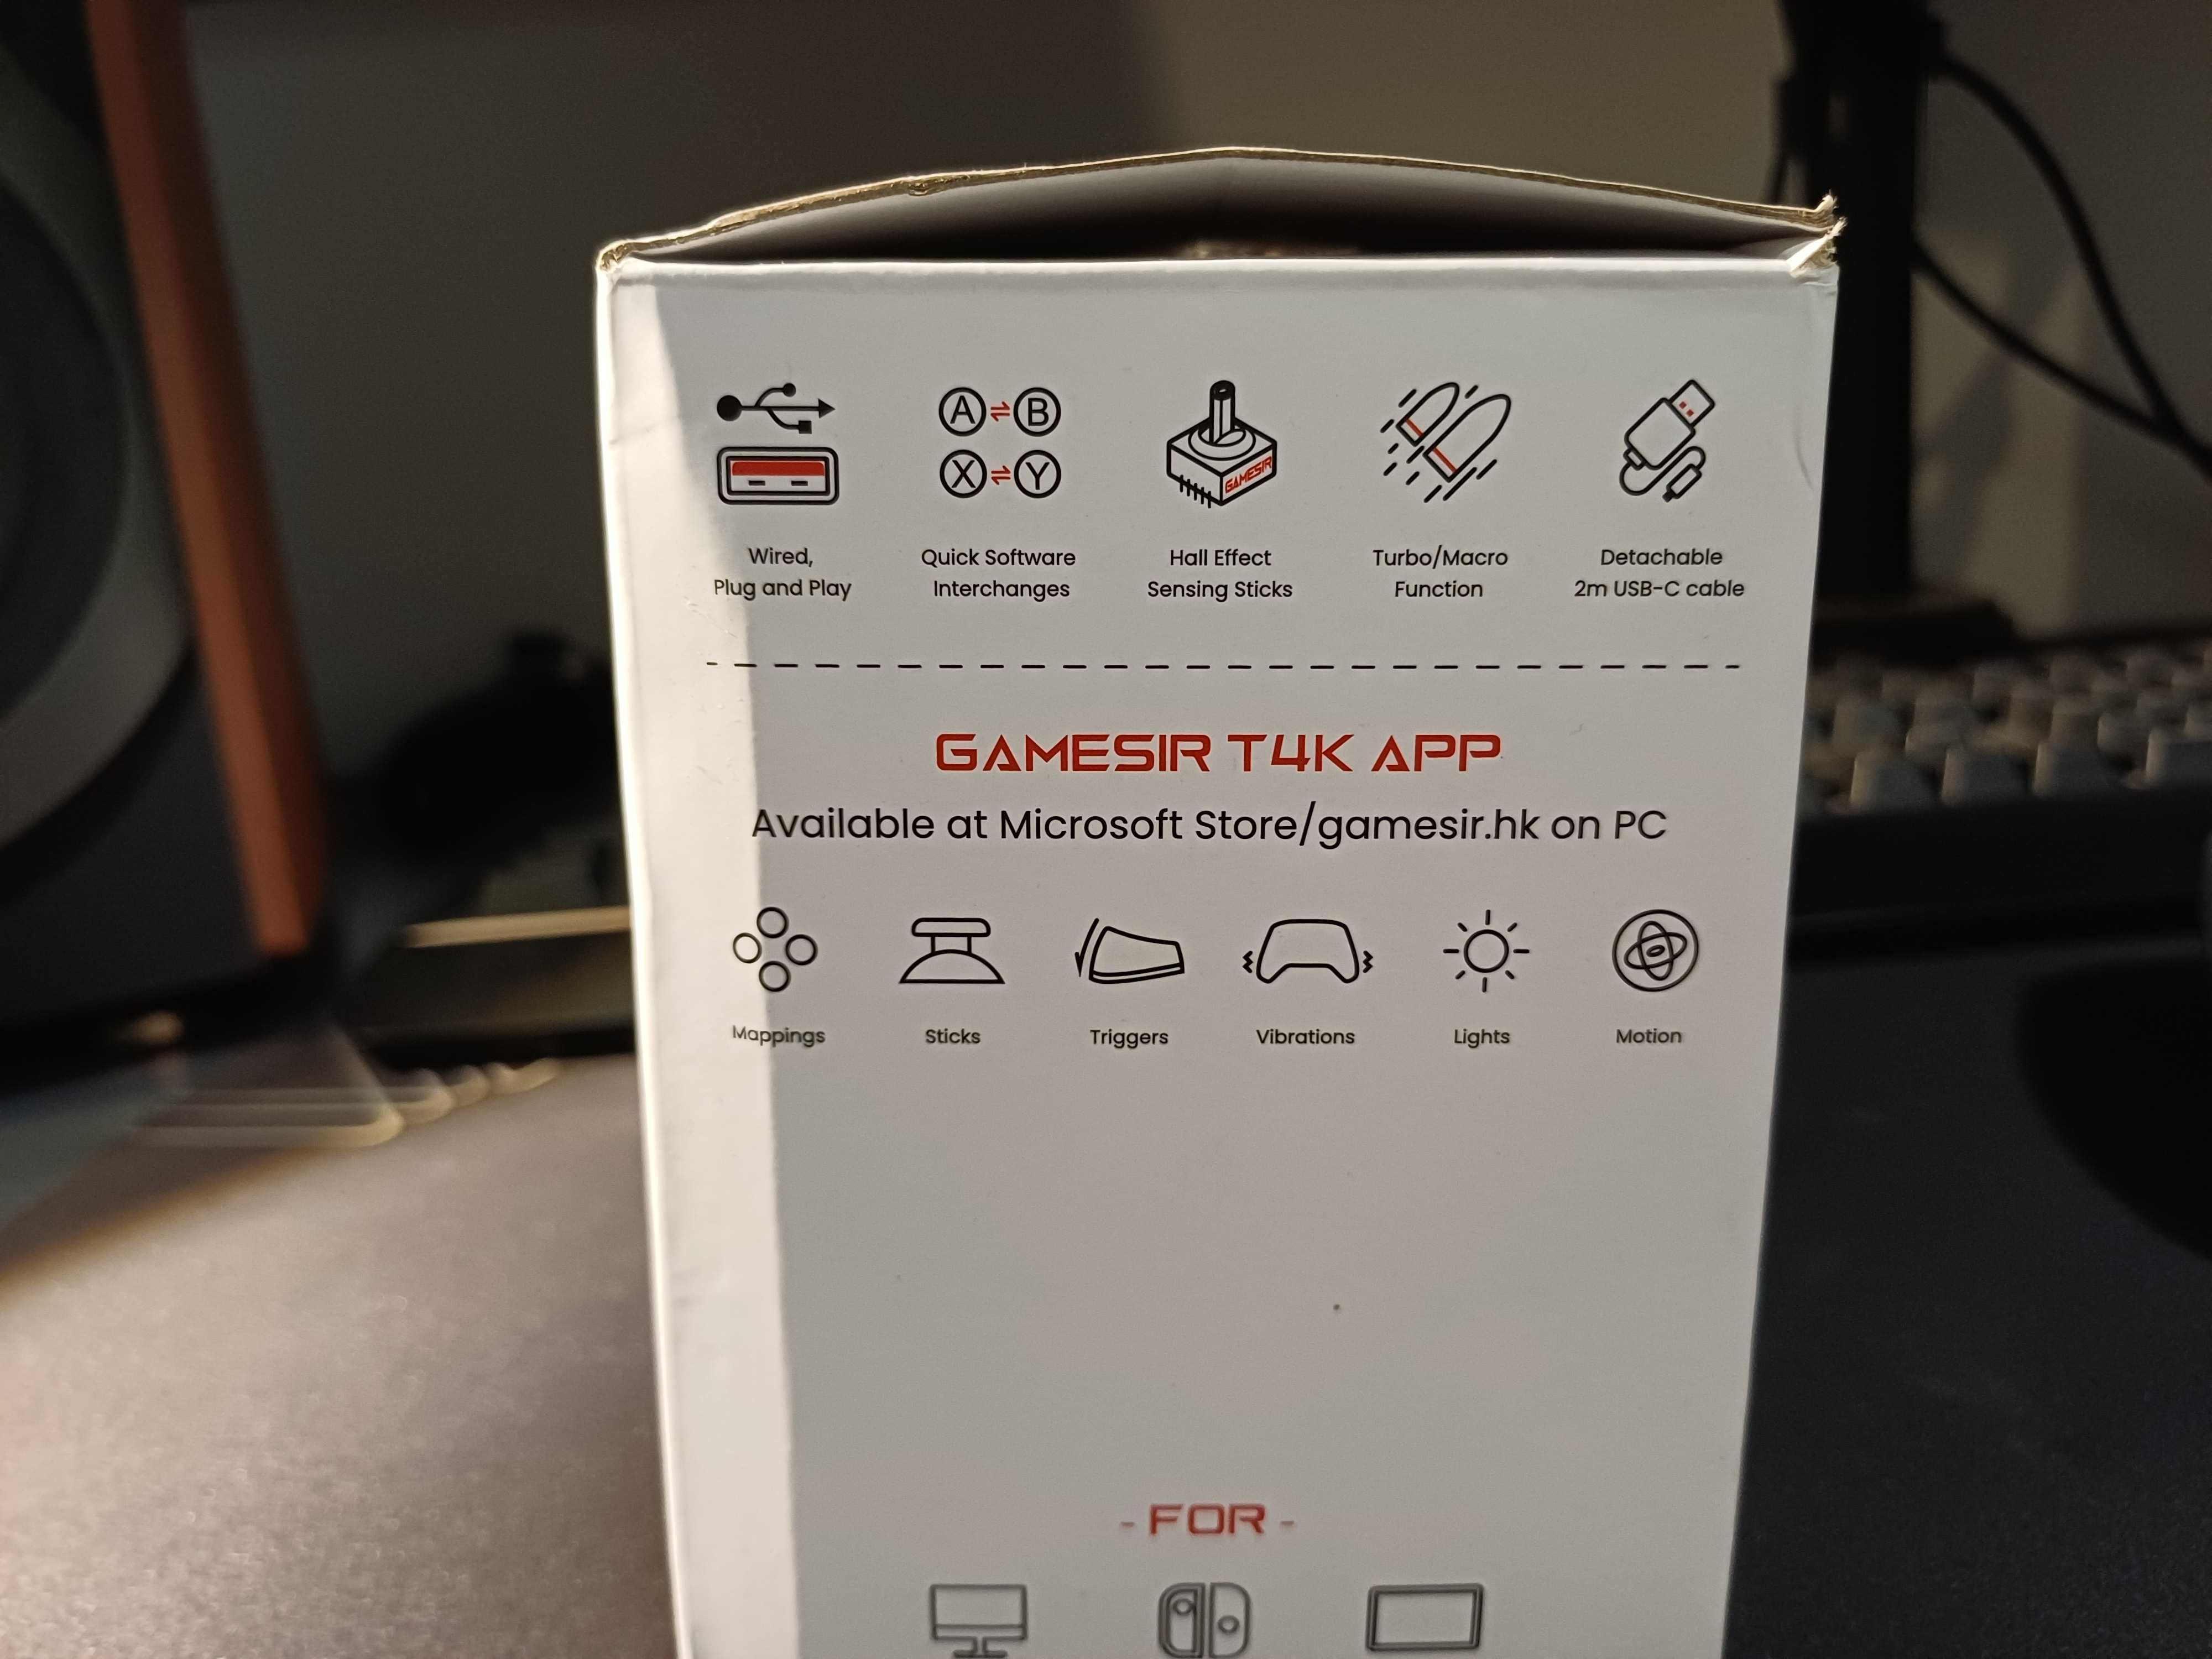 A B
X Y
GAMESIR
Wired,
Plug and Play
Quick Software
Interchanges
Hall Effect
Sensing Sticks
Turbo/Macro
Function
Detachable
2m USB-C cable
GAMESIR T4K APP
Available at Microsoft Store/gamesir.hk on PC
Mappings
Sticks
Triggers
Vibrations
Lights
Motion
- FOR -